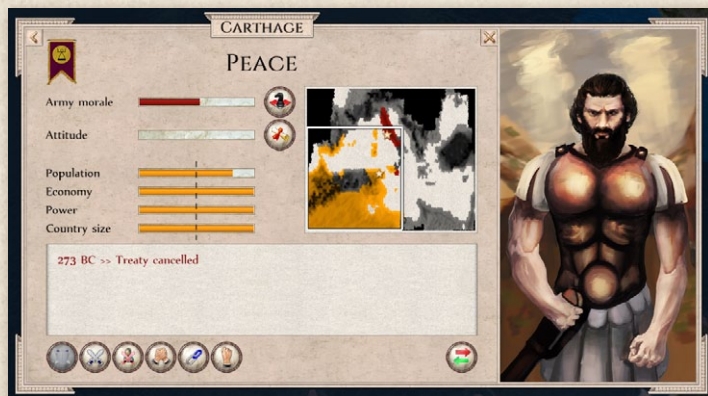 CARTHAGE
PEACE
Army morale
Attitude
Population
Economy
Power
Country size
273 BC >> Treaty cancelled